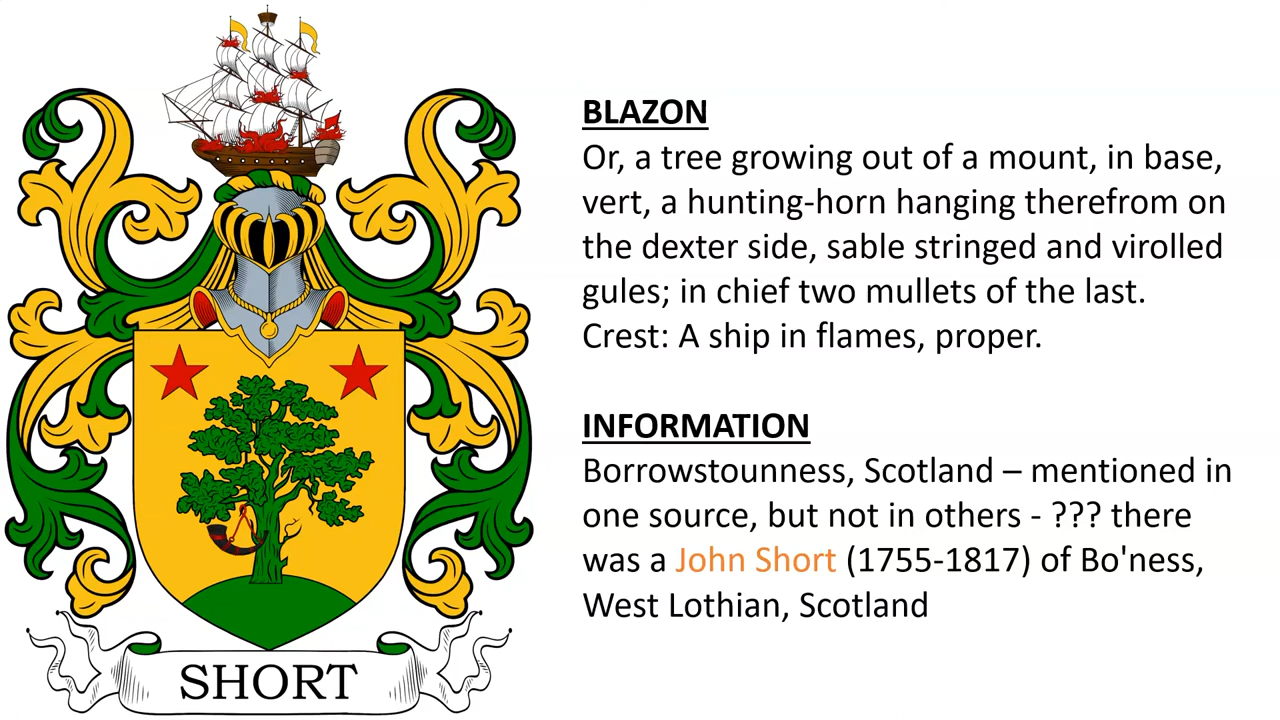 BLAZON
Or, a tree growing out of a mount, in base,
vert, a hunting-horn hanging therefrom on
the dexter side, sable stringed and virolled
gules; in chief two mullets of the last.
Crest: A ship in flames, proper.
INFORMATION
Borrowstounness, Scotland – mentioned in
one source, but not in others - ??? there
was a John Short (1755-1817) of Bo'ness,
West Lothian, Scotland
SHORT